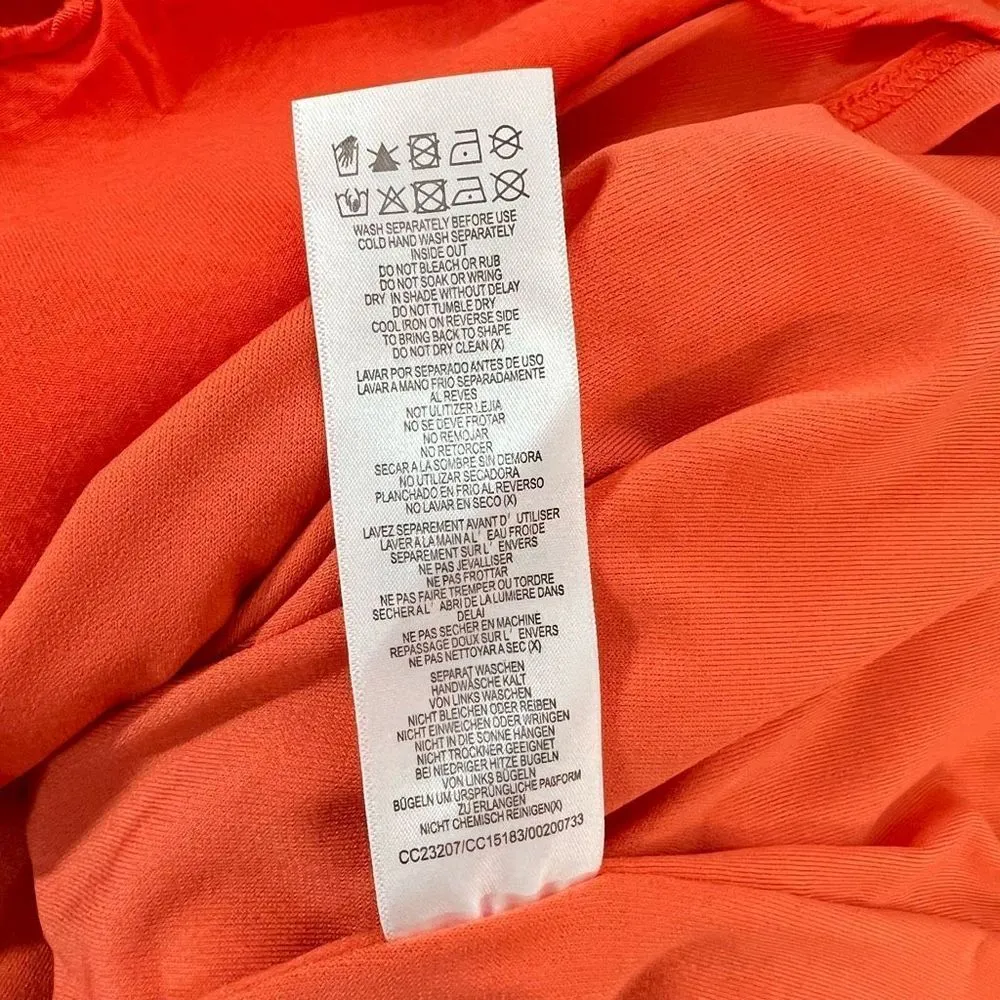 WASH SEPARATELY BEFORE USE
COLD HAND WASH SEPARATELY
INSIDE OUT
DO NOT BLEACH OR RUB
DO NOT SOAK OR WRING
DRY IN SHADE WITHOUT DELAY
DO NOT TUMBLE DRY
COOL IRON ON REVERSE SIDE
TO BRING BACK TO SHAPE
DO NOT DRY CLEAN (X)
LAVAR POR SEPARADO ANTES DE USO
LAVAR A MANO FRIO SEPARADAMENTE
AL REVES
NOT ULITIZER LEJIA
NO SE DEVE FROTAR
NO REMOJAR
NO RETORCER
SECAR A LA SOMBRE SIN DEMORA
NO UTILIZAR SECADORA
PLANCHADO EN FRIO AL REVERSO
NO LAVAR EN SECO (X)
LAVEZ SEPAREMENT AVANT D' UTILISER
LAVER A LA MAIN A L' EAU FROIDE
SEPAREMENT SUR L' ENVERS
NE PAS JEVALLISER
NE PAS FROTTAR
NE PAS FAIRE TREMPER OU TORDRE
SECHER A L' ABRI DE LA LUMIERE DANS
DELAI
NE PAS SECHER EN MACHINE
REPASSAGE DOUX SUR L' ENVERS
NE PAS NETTOYAR A SEC (X)
SEPARAT WASCHEN
HANDWÄSCHE KALT
VON LINKS WASCHEN
NICHT BLEICHEN ODER REIBEN
NICHT EINWEICHEN ODER WRINGEN
NICHT IN DIE SONNE HÄNGEN
NICHT TROCKNER GEEIGNET
BEI NIEDRIGER HITZE BUGELN
VON LINKS BÜGELN
BÜGELN UM URSPRÜNGLICHE PAßFORM
ZU ERLANGEN
NICHT CHEMISCH REINIGEN(X)
CC23207/CC15183/00200733